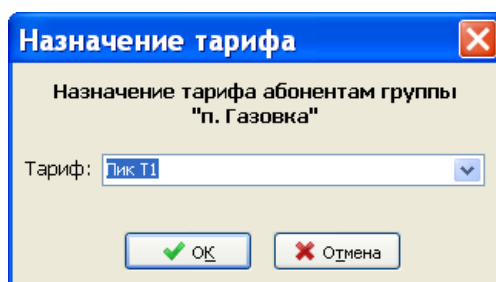 Назначение тарифа
Назначение тарифа абонентам группы
"п. Газовка"
Тариф: Пик Т1
ОК Отмена